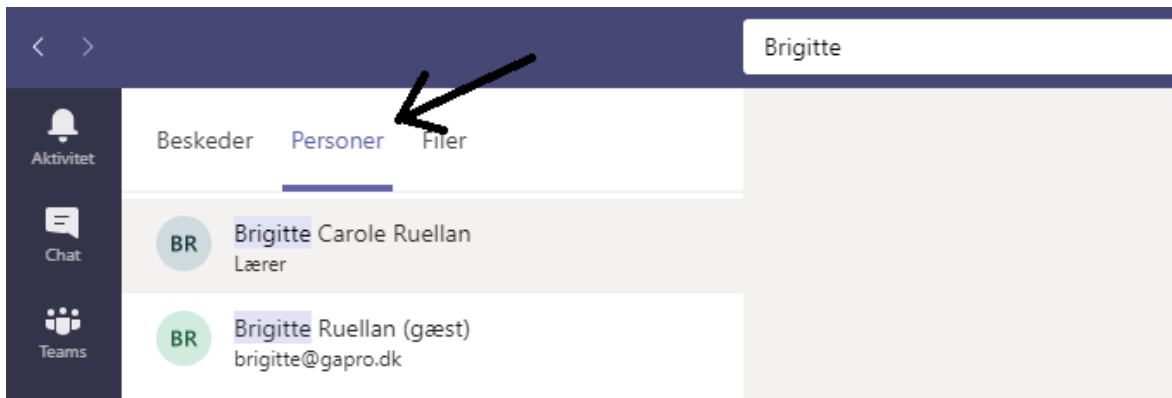 Brigitte
Aktivitet
Chat
Teams
Beskeder Personer Filer
BR
Brigitte Carole Ruellan
Lærer
BR
Brigitte Ruellan (gæst)
brigitte@gapro.dk